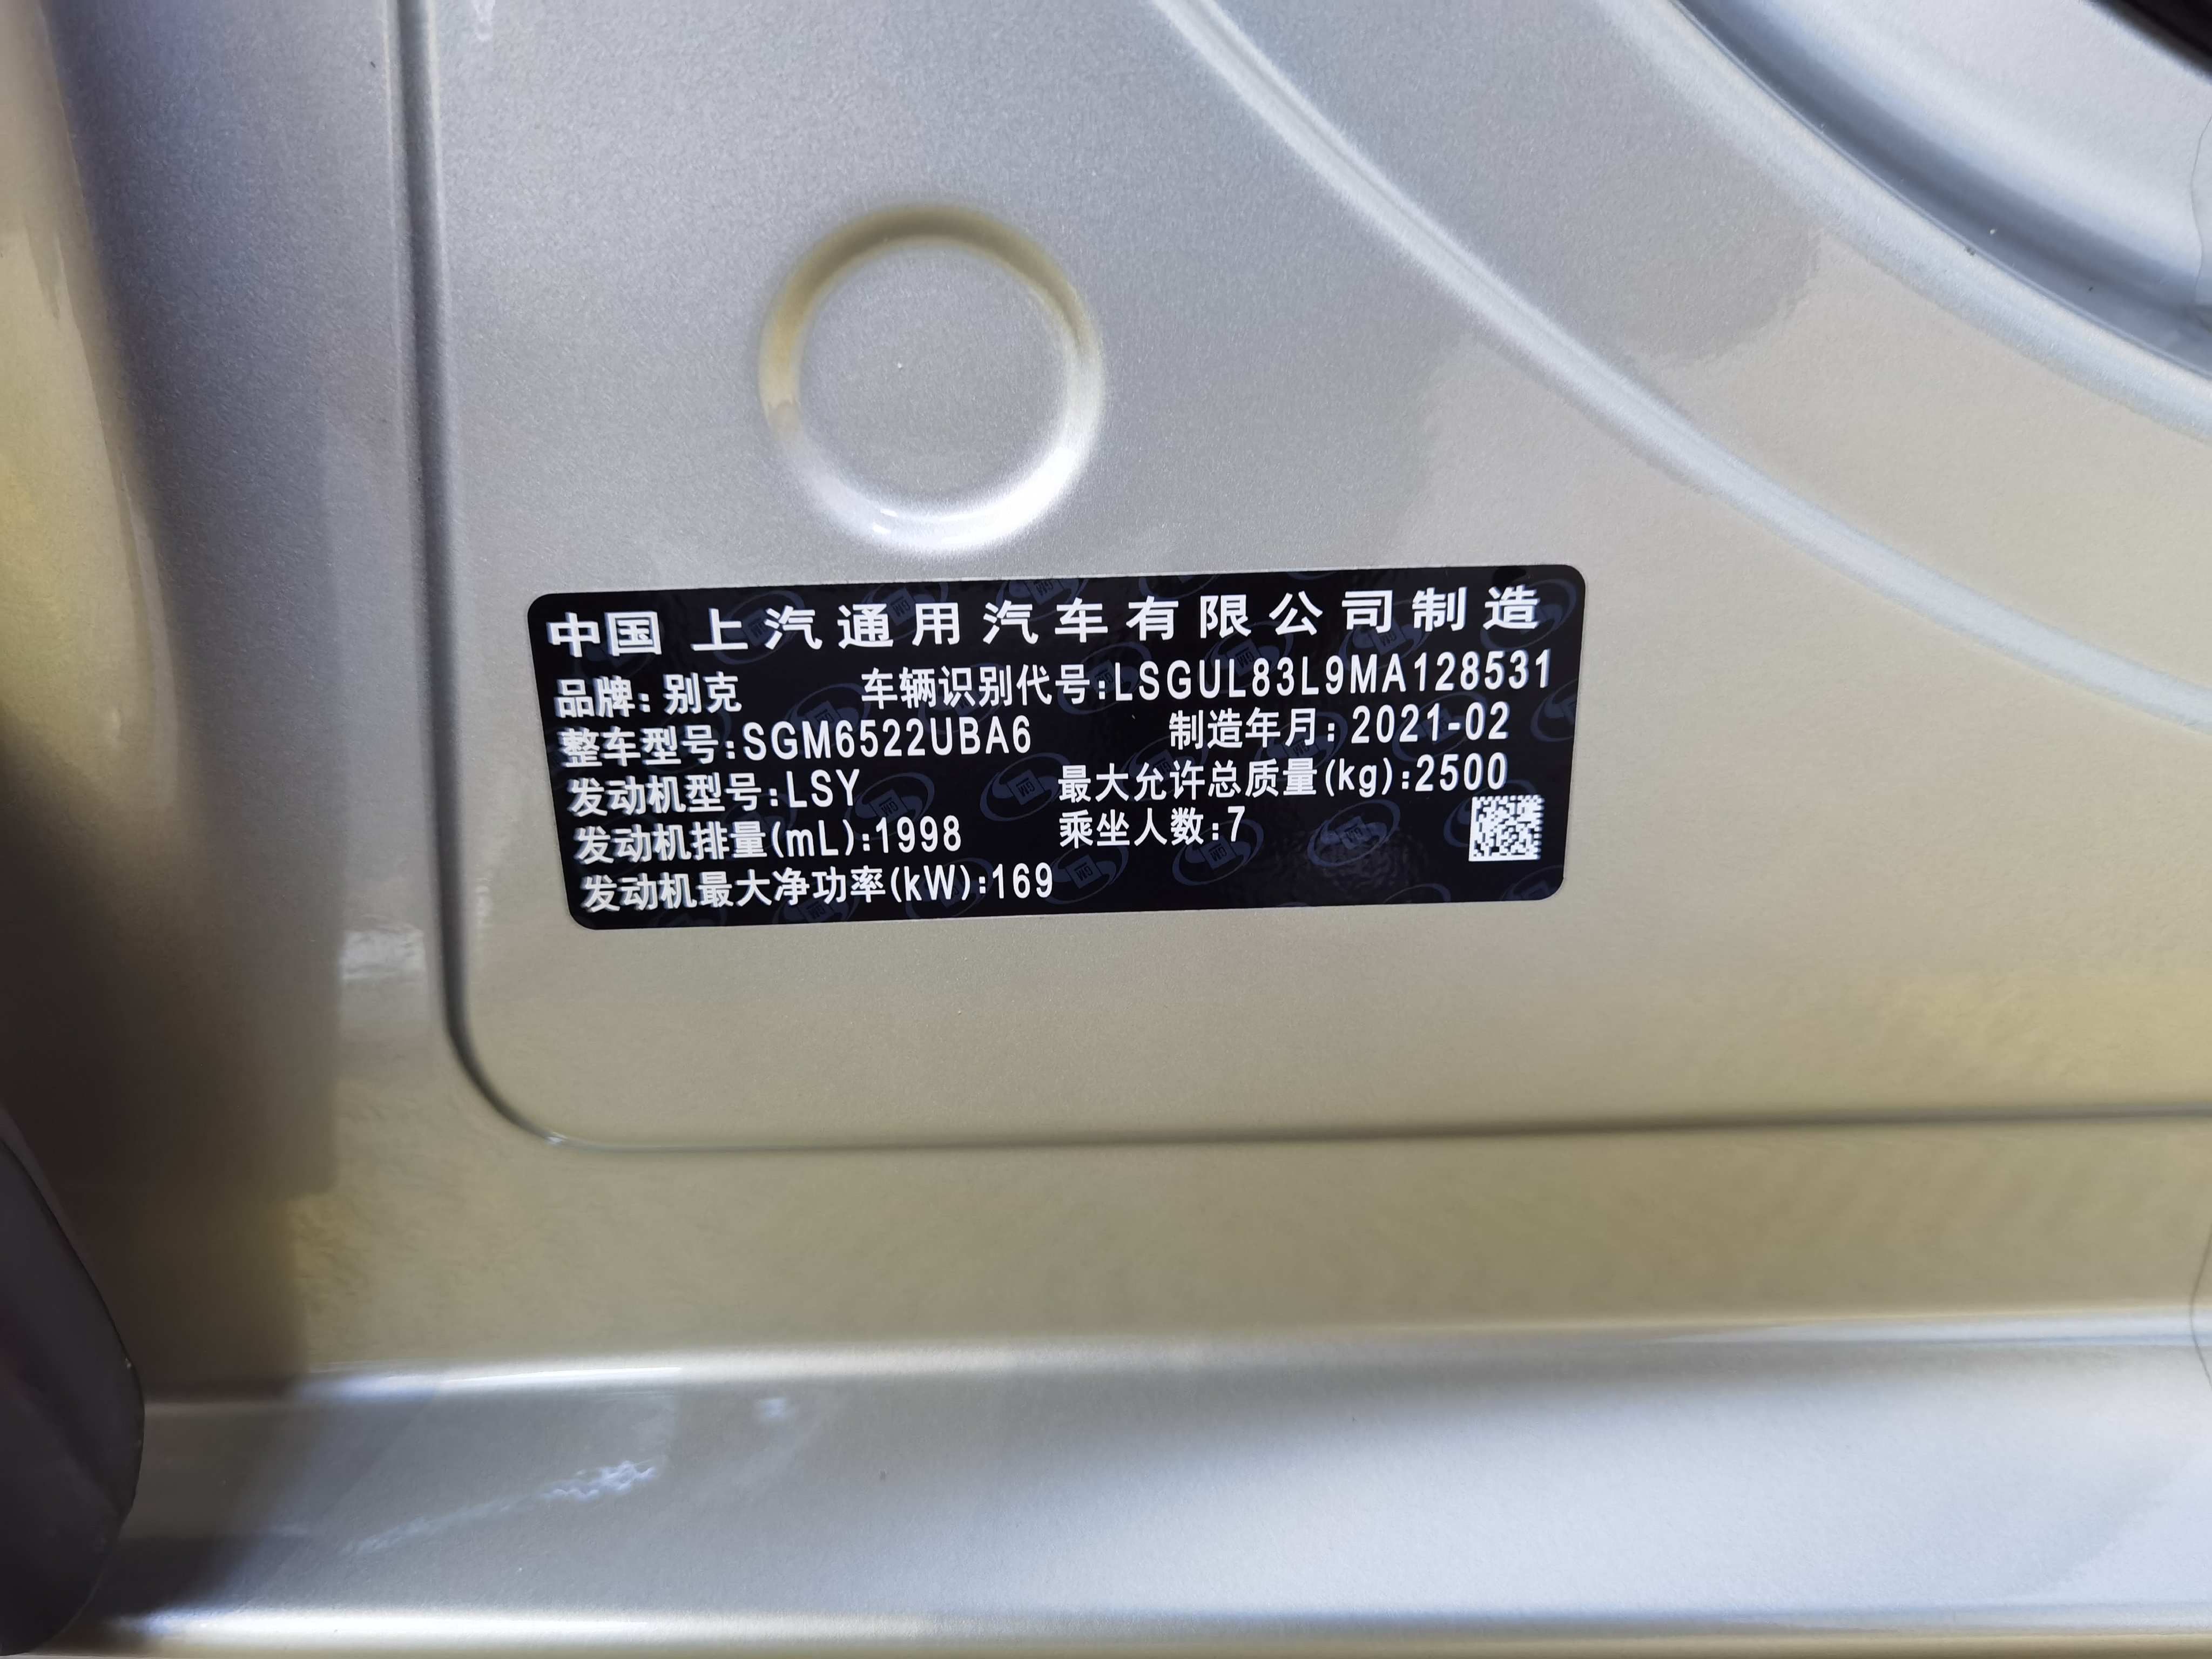 中国 上汽通用汽车有限公司制造
品牌: 别克 车辆识别代号:LSGUL83L9MA128531
整车型号:SGM6522UBA6 制造年月: 2021-02
发动机型号:LSY 最大允许总质量(kg):2500
发动机排量(mL):1998 乘坐人数:7
发动机最大净功率(kW):169